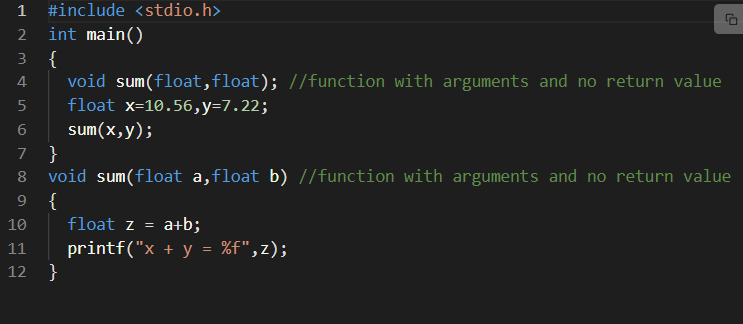 1 #include <stdio.h>
2 int main()
3 {
4   void sum(float,float); //function with arguments and no return value
5   float x=10.56,y=7.22;
6   sum(x,y);
7 }
8 void sum(float a,float b) //function with arguments and no return value
9 {
10   float z = a+b;
11   printf("x + y = %f",z);
12 }